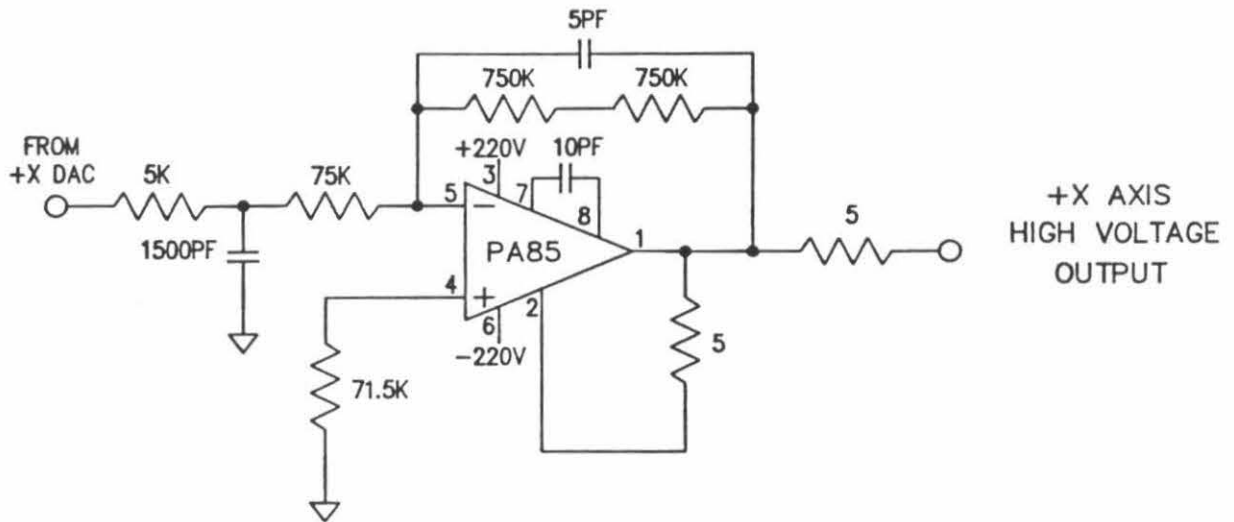 5PF
750K 750K
FROM
+X DAC
5K
75K
+220V
3
10PF
5
7
8
−
1500PF
PA85
1
5
+X AXIS
HIGH VOLTAGE
OUTPUT
4
+
2
6
−220V
5
71.5K